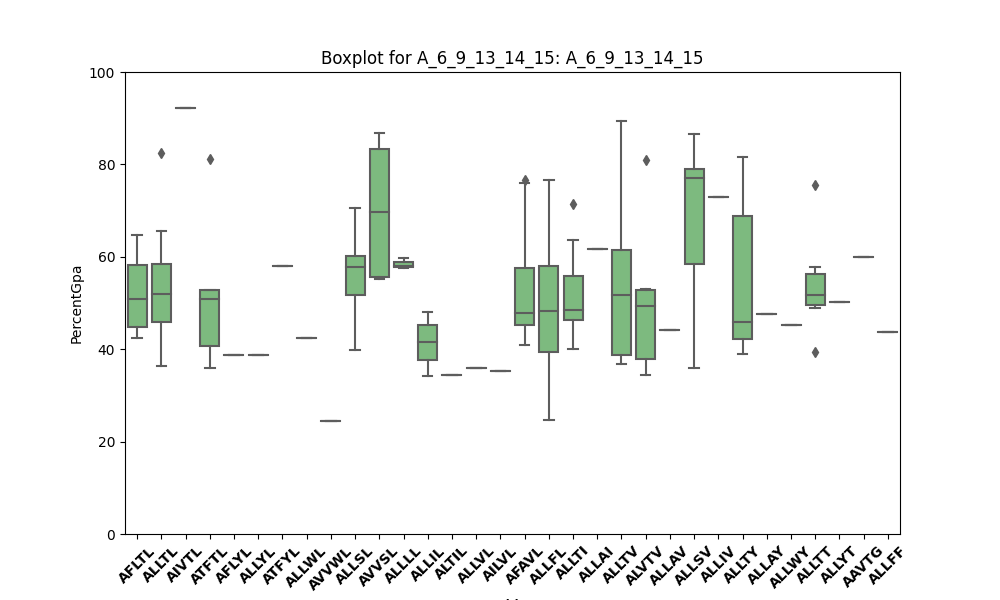 Boxplot for A_6_9_13_14_15: A_6_9_13_14_15
100
80
60
40
20
0
PercentGpa
AFLTL
ALLTL
AIVTL
ATFTL
AFLYL
ALLYL
ATFYL
ALLWL
AVVWL
ALLSL
AVVSL
ALLLL
ALLIL
ALTIL
ALLVL
AILVL
AFAVL
ALLFL
ALLTI
ALLAI
ALLTV
ALVTV
ALLAV
ALLSV
ALLIV
ALLTY
ALLAY
ALLWY
ALLTT
ALLYT
AAVTG
ALLFF